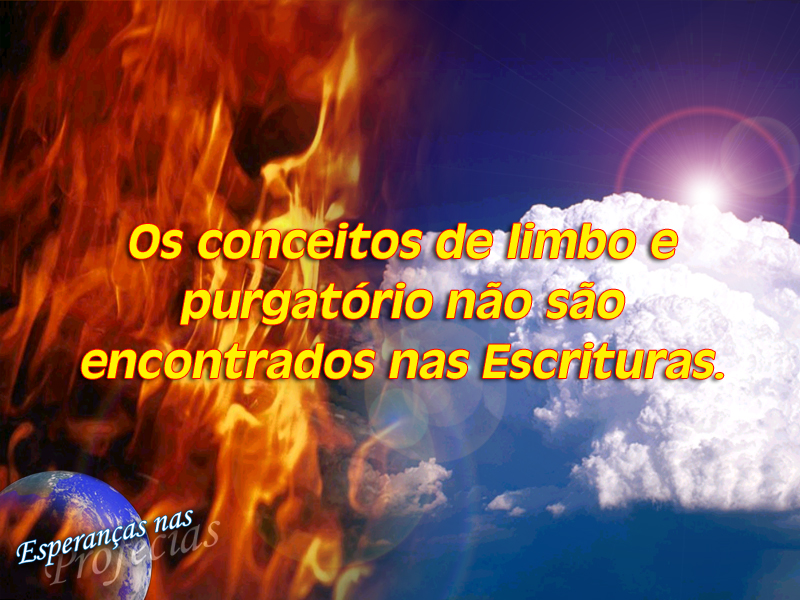 Os conceitos de limbo e
purgatório não são
encontrados nas Escrituras.
Esperanças nas
Profecias